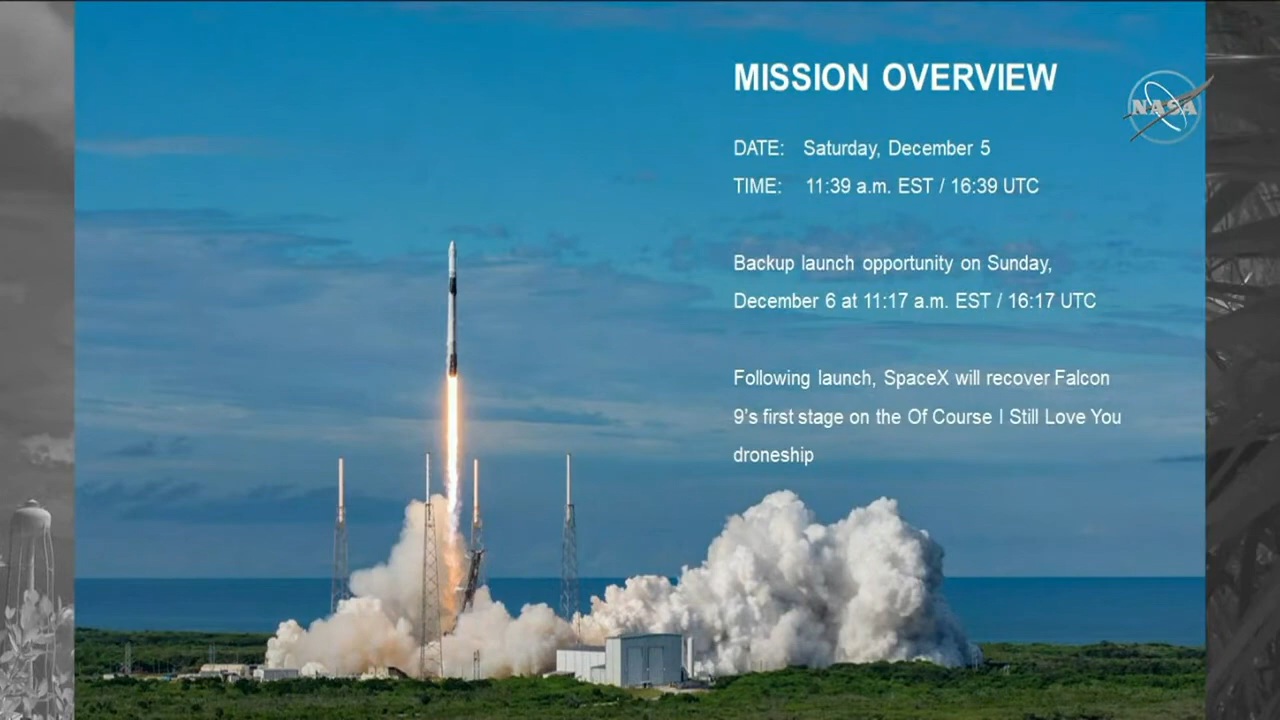 MISSION OVERVIEW
NASA
DATE: Saturday, December 5
TIME: 11:39 a.m. EST / 16:39 UTC
Backup launch opportunity on Sunday,
December 6 at 11:17 a.m. EST / 16:17 UTC
Following launch, SpaceX will recover Falcon
9's first stage on the Of Course I Still Love You
droneship